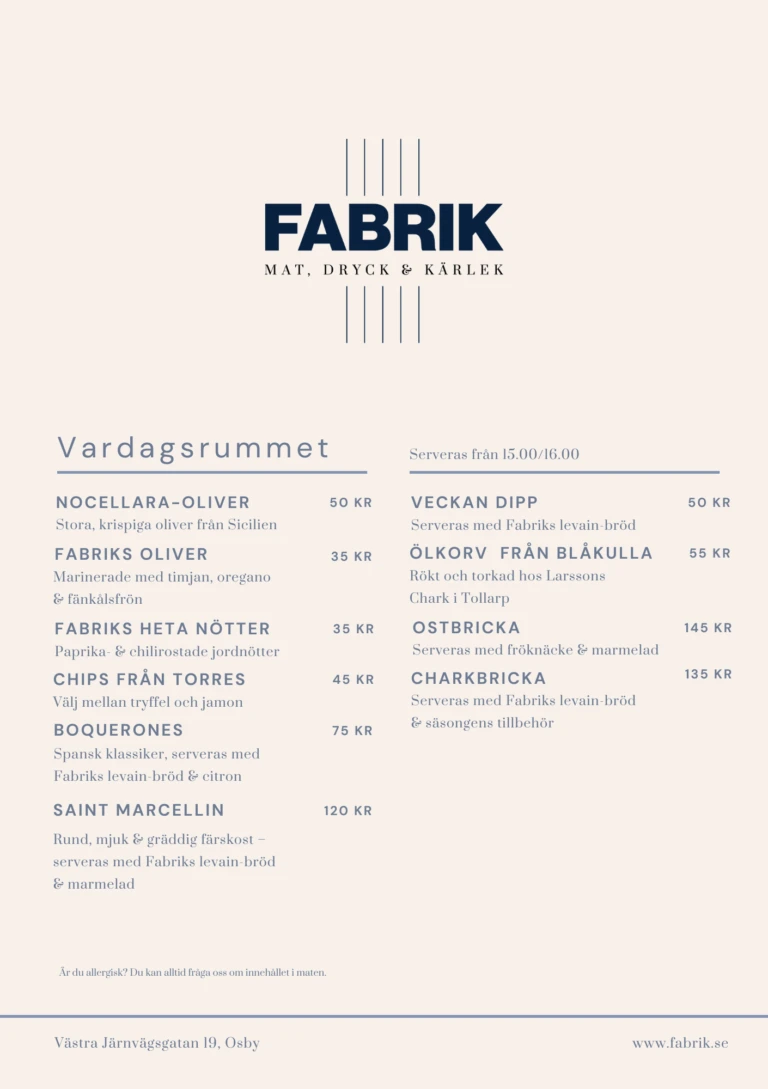 FABRIK
MAT, DRYCK & KÄRLEK
Vardagsrummet
NOCELLARA-OLIVER 50 KR
Stora, krispiga oliver från Sicilien
FABRIKS OLIVER 35 KR
Marinerade med timjan, oregano
& fänkålsfrön
FABRIKS HETA NÖTTER 35 KR
Paprika- & chilirostade jordnötter
CHIPS FRÅN TORRES 45 KR
Välj mellan tryffel och jamon
BOQUERONES 75 KR
Spansk klassiker, serveras med
Fabriks levain-bröd & citron
SAINT MARCELLIN 120 KR
Rund, mjuk & gräddig färskost –
serveras med Fabriks levain-bröd
& marmelad
Serveras från 15.00/16.00
VECKAN DIPP 50 KR
Serveras med Fabriks levain-bröd
ÖLKORV FRÅN BLÅKULLA 55 KR
Rökt och torkad hos Larssons
Chark i Tollarp
OSTBRICKA 145 KR
Serveras med fröknäcke & marmelad
CHARKBRICKA 135 KR
Serveras med Fabriks levain-bröd
& säsongens tillbehör
Är du allergisk? Du kan alltid fråga oss om innehållet i maten.
Västra Järnvägsgatan 19, Osby
www.fabrik.se